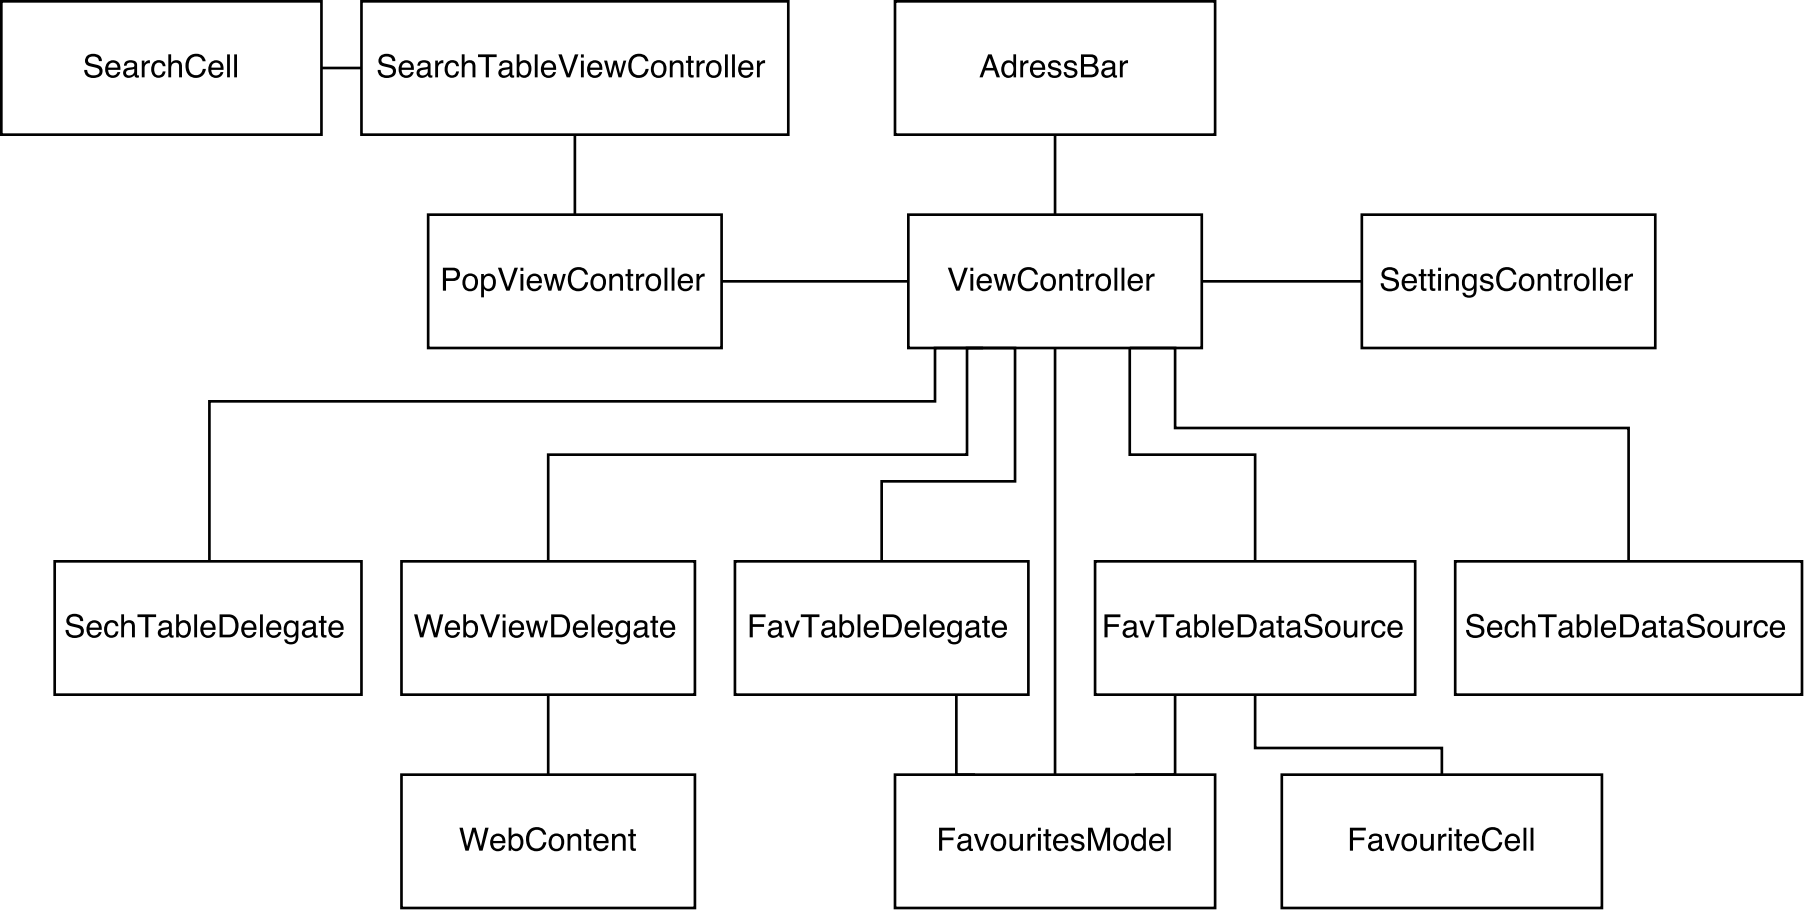 SearchCell
SearchTableViewController
AdressBar
PopViewController
ViewController
SettingsController
SechTableDelegate
WebViewDelegate
FavTableDelegate
FavTableDataSource
SechTableDataSource
WebContent
FavouritesModel
FavouriteCell